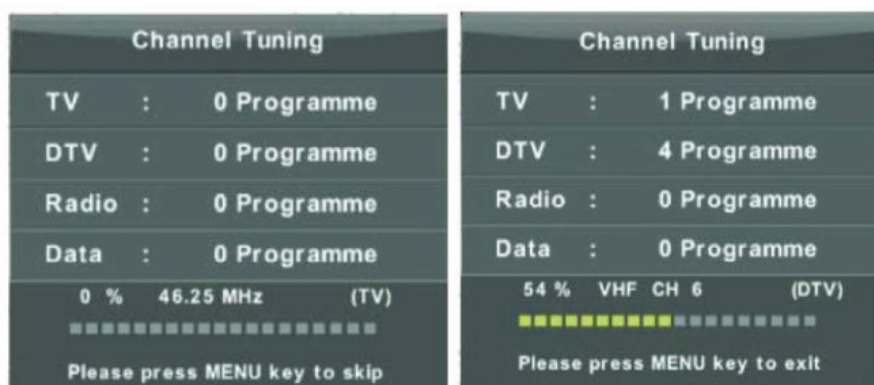 Channel Tuning
TV : 0 Programme
DTV : 0 Programme
Radio : 0 Programme
Data : 0 Programme
0 % 46.25 MHz (TV)
Please press MENU key to skip
Channel Tuning
TV : 1 Programme
DTV : 4 Programme
Radio : 0 Programme
Data : 0 Programme
54 % VHF CH 6 (DTV)
Please press MENU key to exit